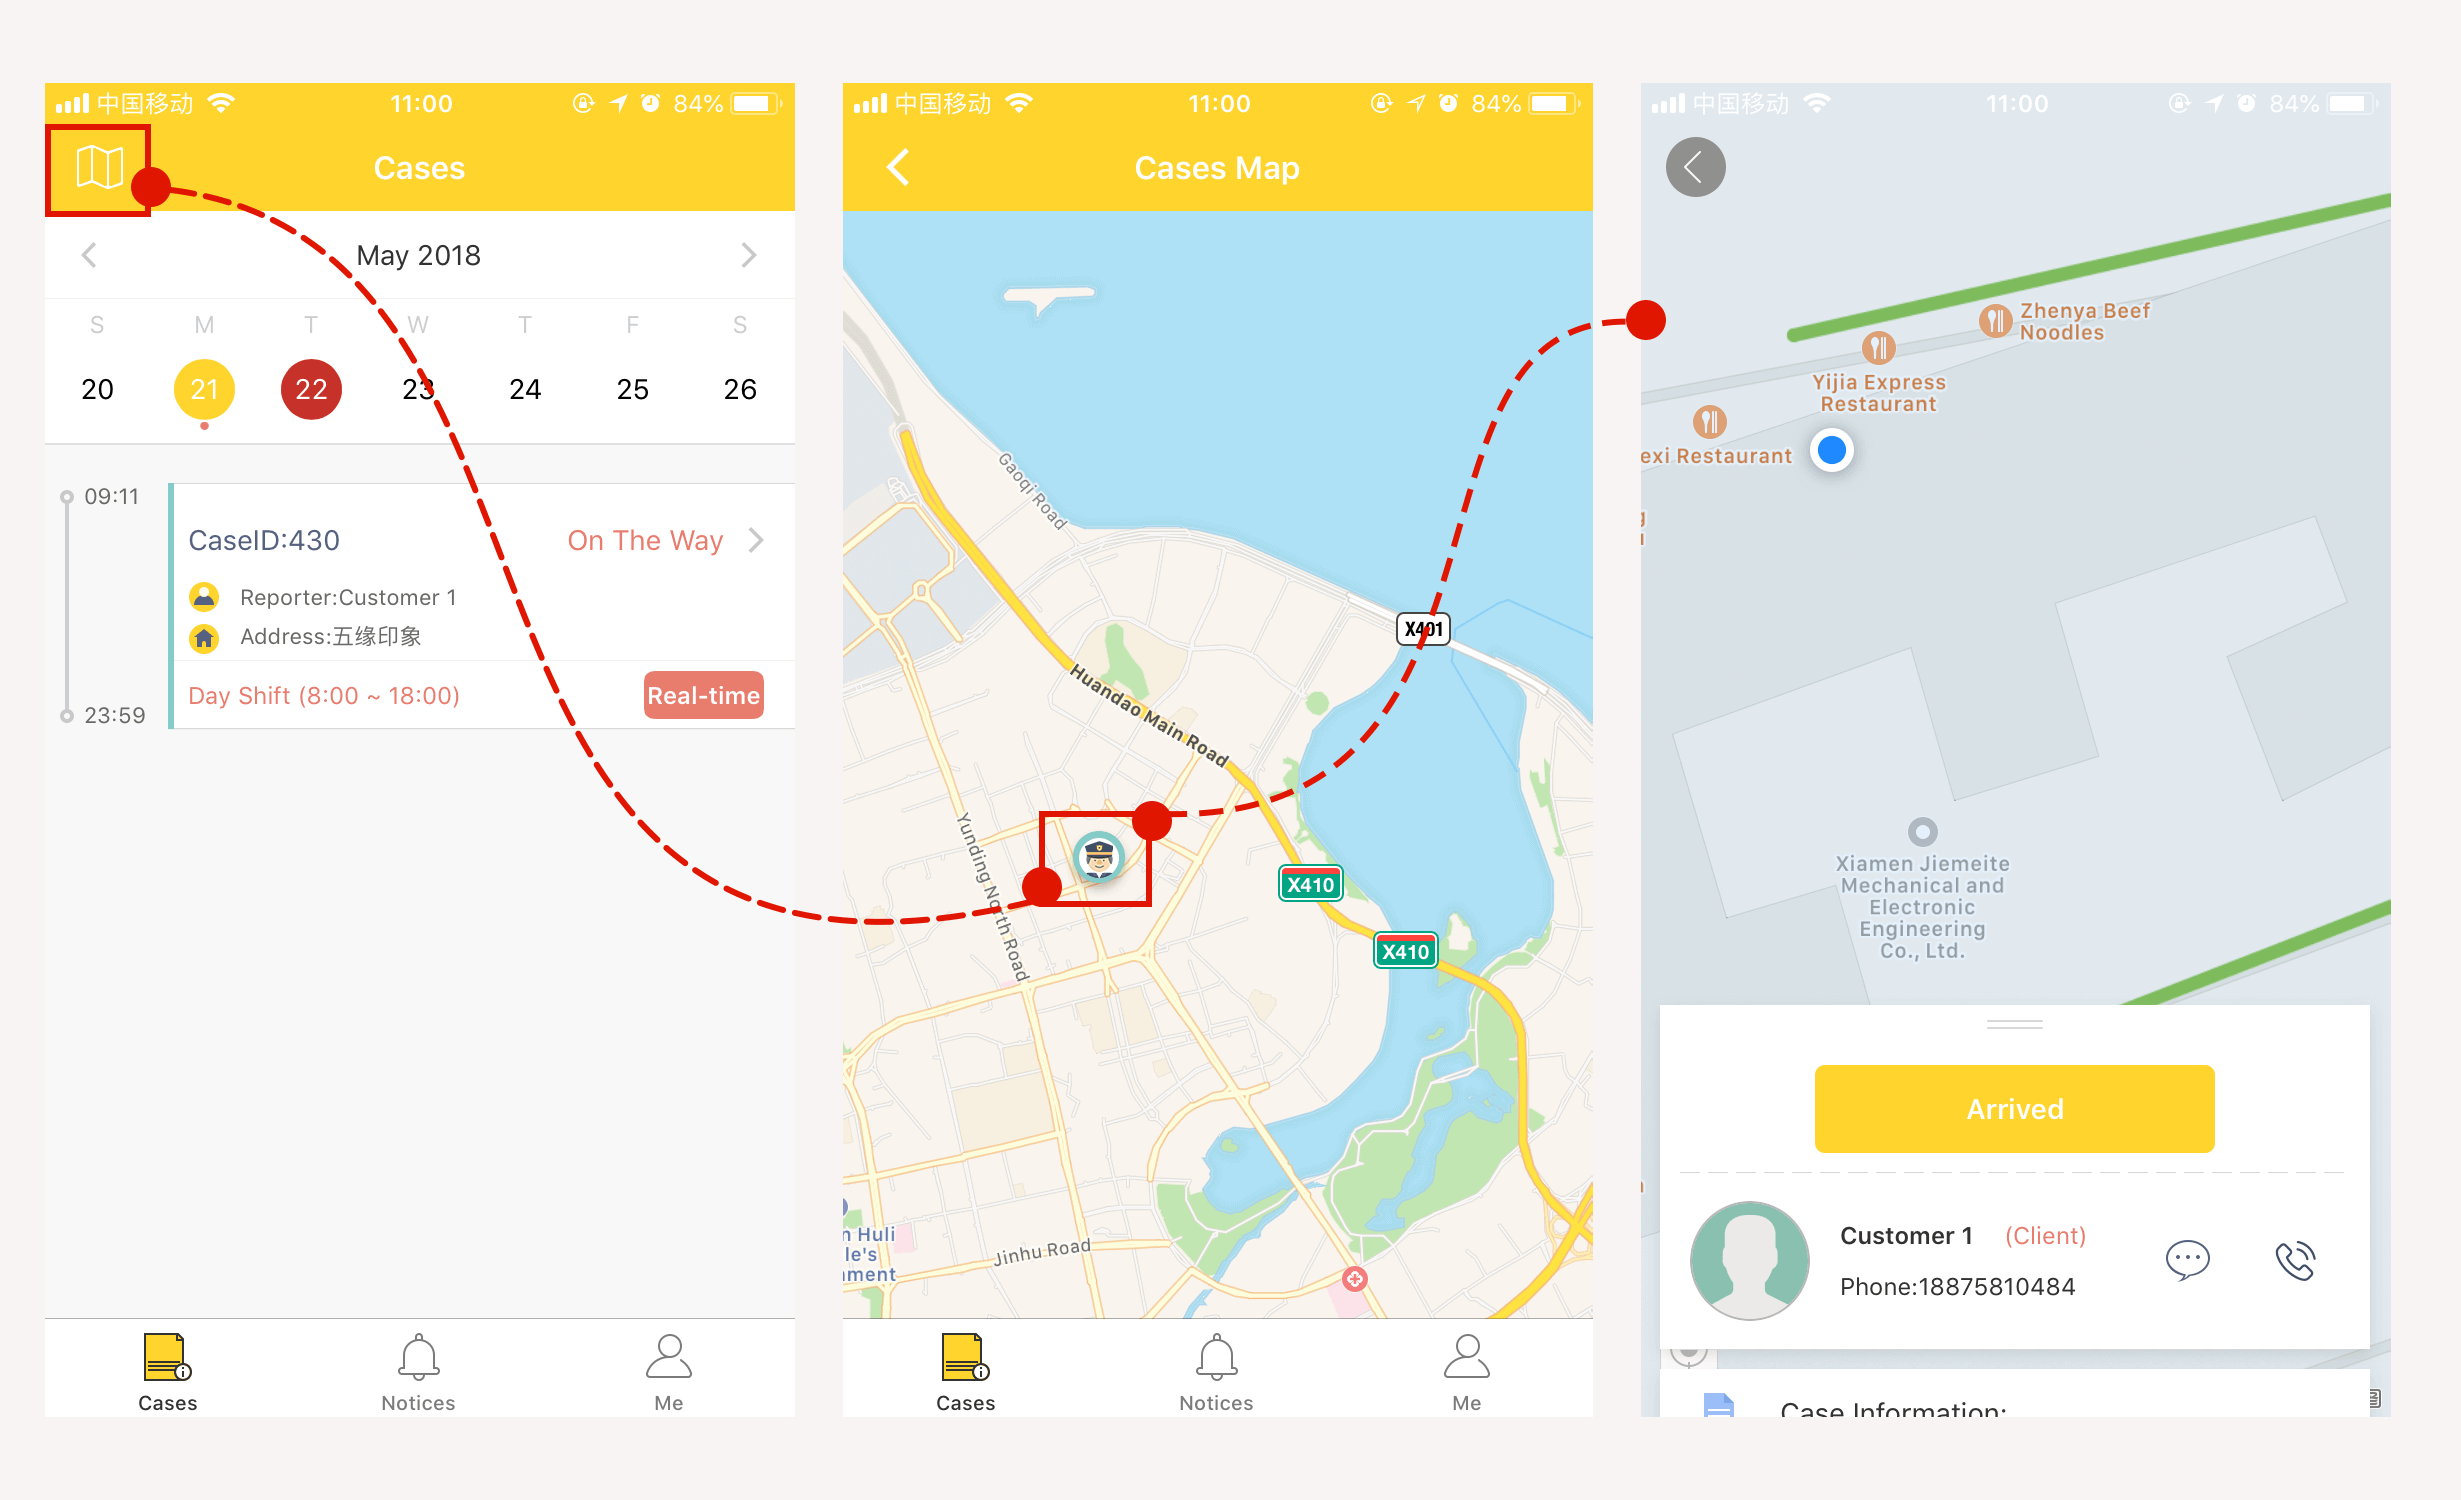 中国移动
11:00
84%
Cases
May 2018
S M T W T F S
20 21 22 23 24 25 26
09:11
CaseID:430
On The Way
Reporter:Customer 1
Address:五缘印象
Day Shift (8:00 ~ 18:00)
Real-time
23:59
Cases
Notices
Me
中国移动
11:00
84%
Cases Map
Gaoqi Road
X401
Huandao Main Road
Yunding North Road
X410
X410
n Huli
le's
nment
Jinhu Road
Cases
Notices
Me
中国移动
11:00
84%
Zhenya Beef
Noodles
Yijia Express
Restaurant
exi Restaurant
Xiamen Jiemeite
Mechanical and
Electronic
Engineering
Co., Ltd.
Arrived
Customer 1
(Client)
Phone:18875810484
Case Information: